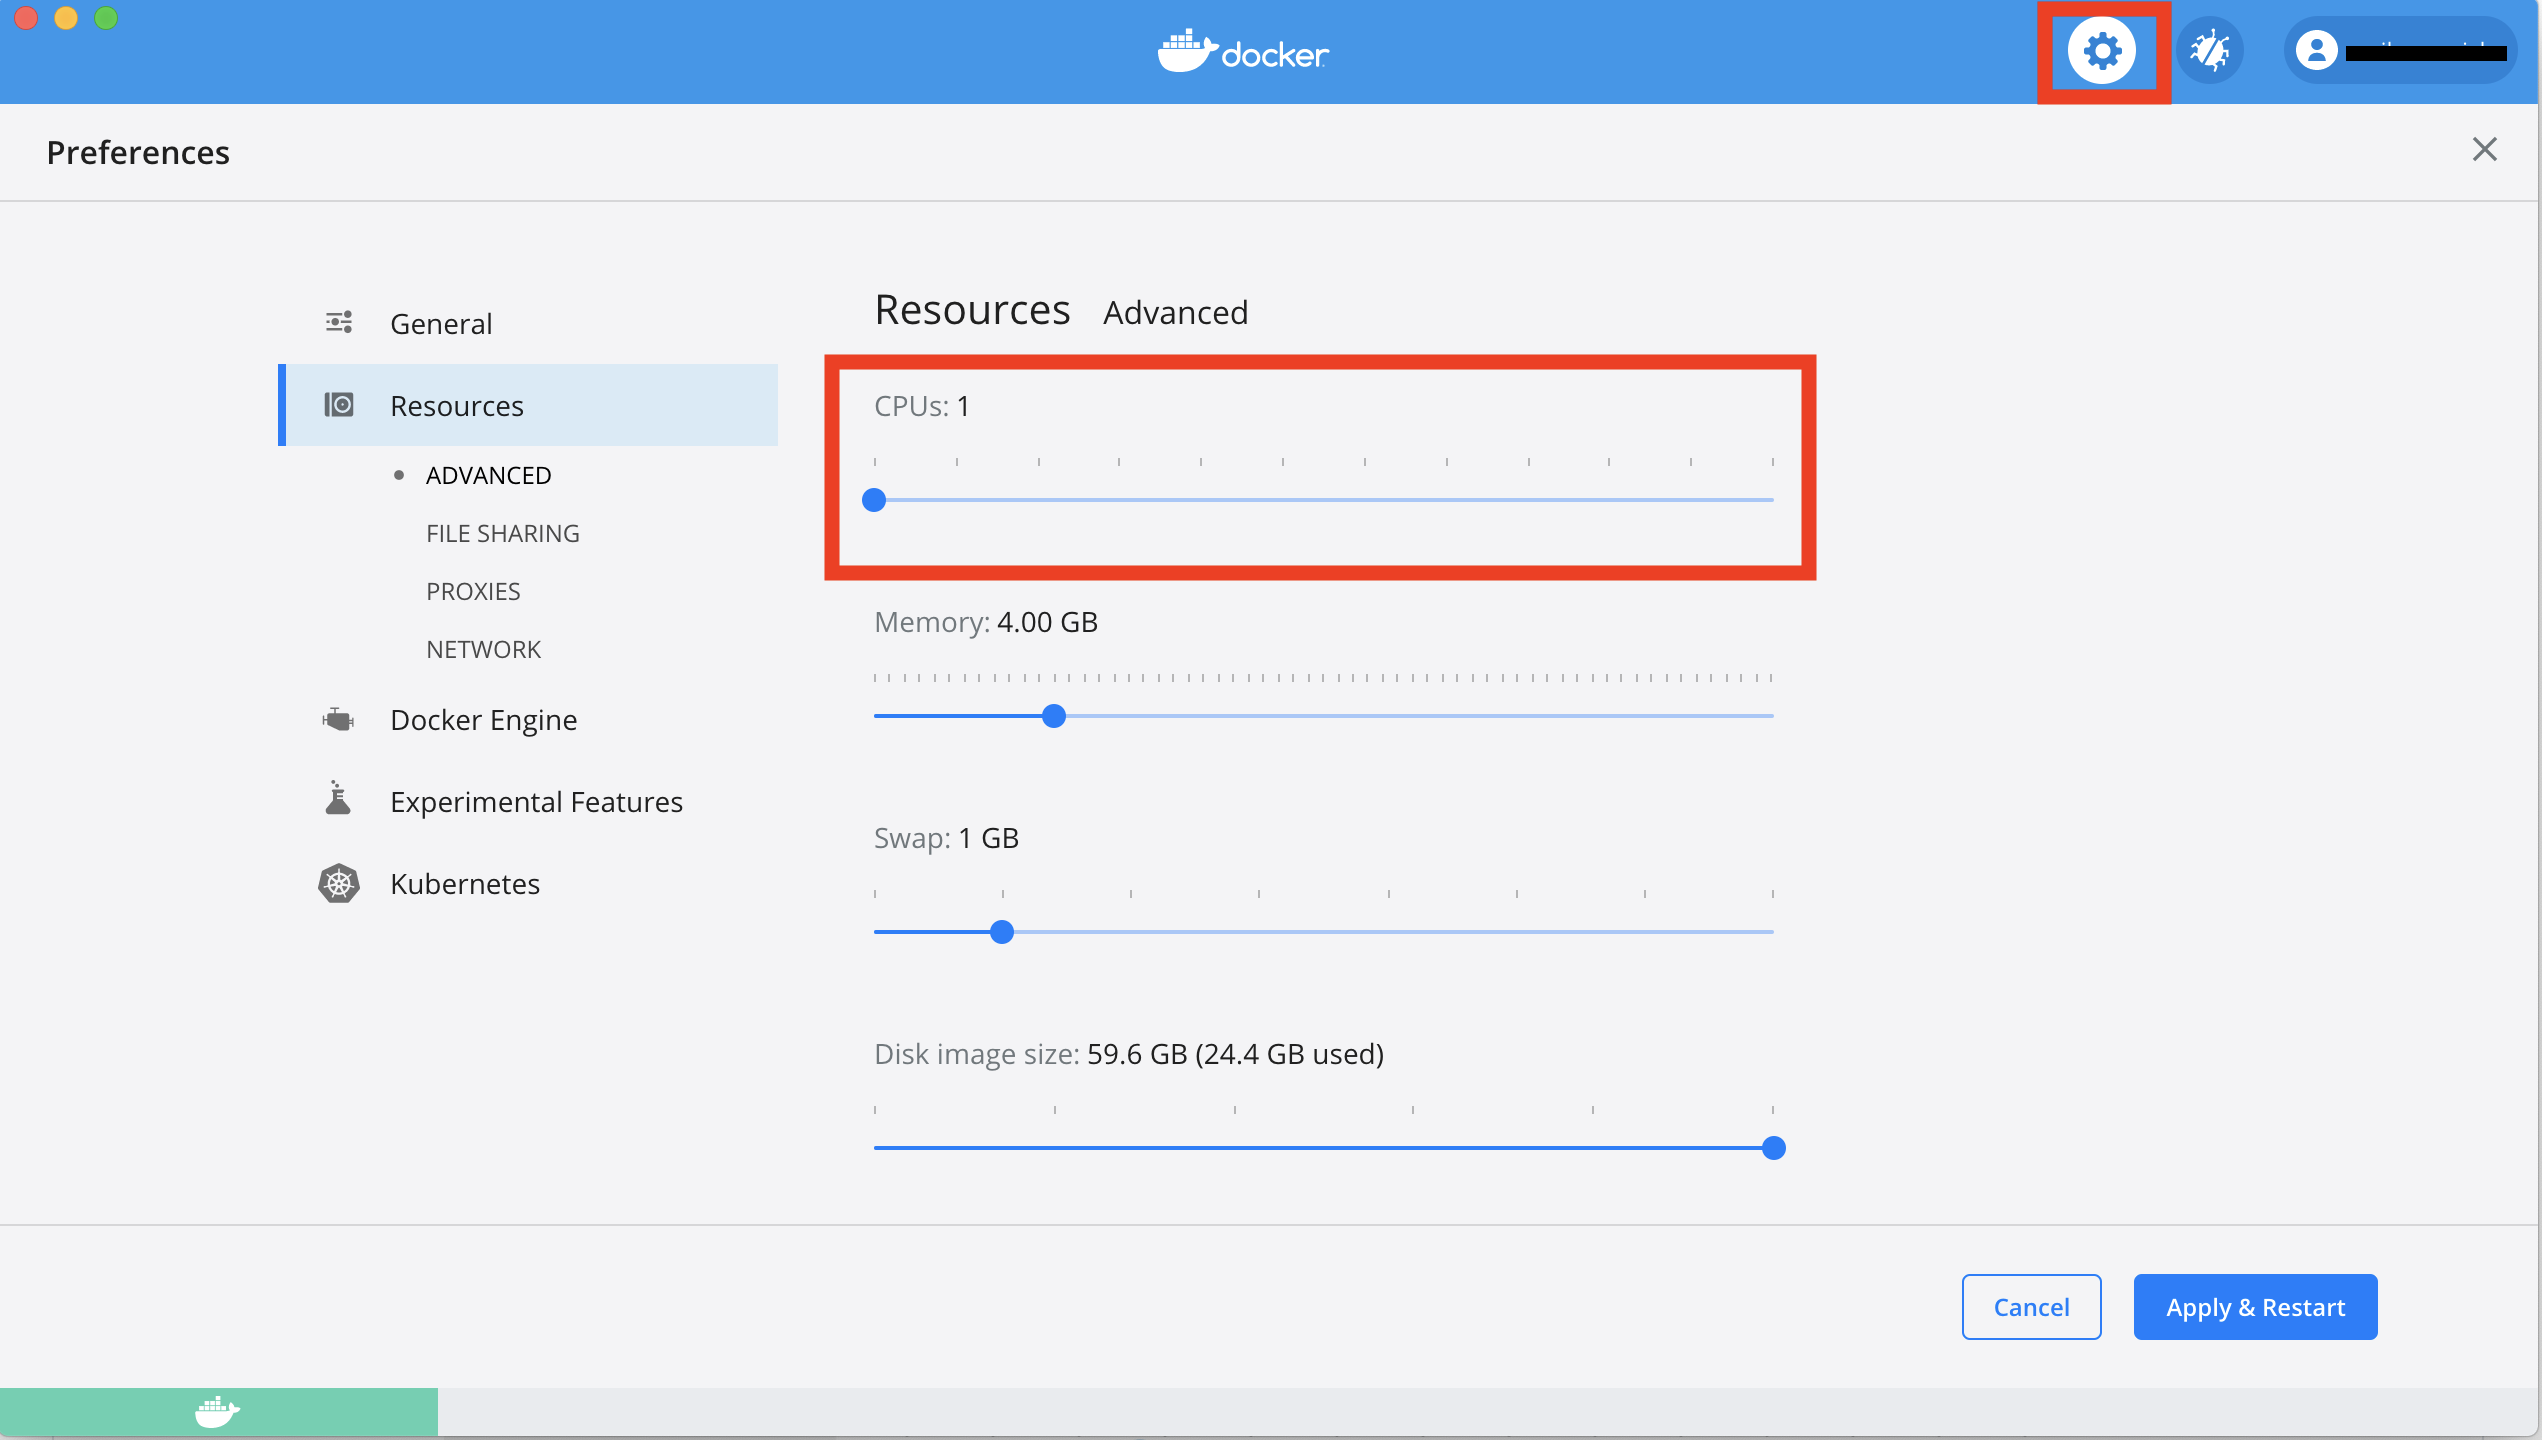 docker
Preferences
General
Resources
ADVANCED
FILE SHARING
PROXIES
NETWORK
Docker Engine
Experimental Features
Kubernetes
Resources Advanced
CPUs: 1
Memory: 4.00 GB
Swap: 1 GB
Disk image size: 59.6 GB (24.4 GB used)
Cancel
Apply & Restart